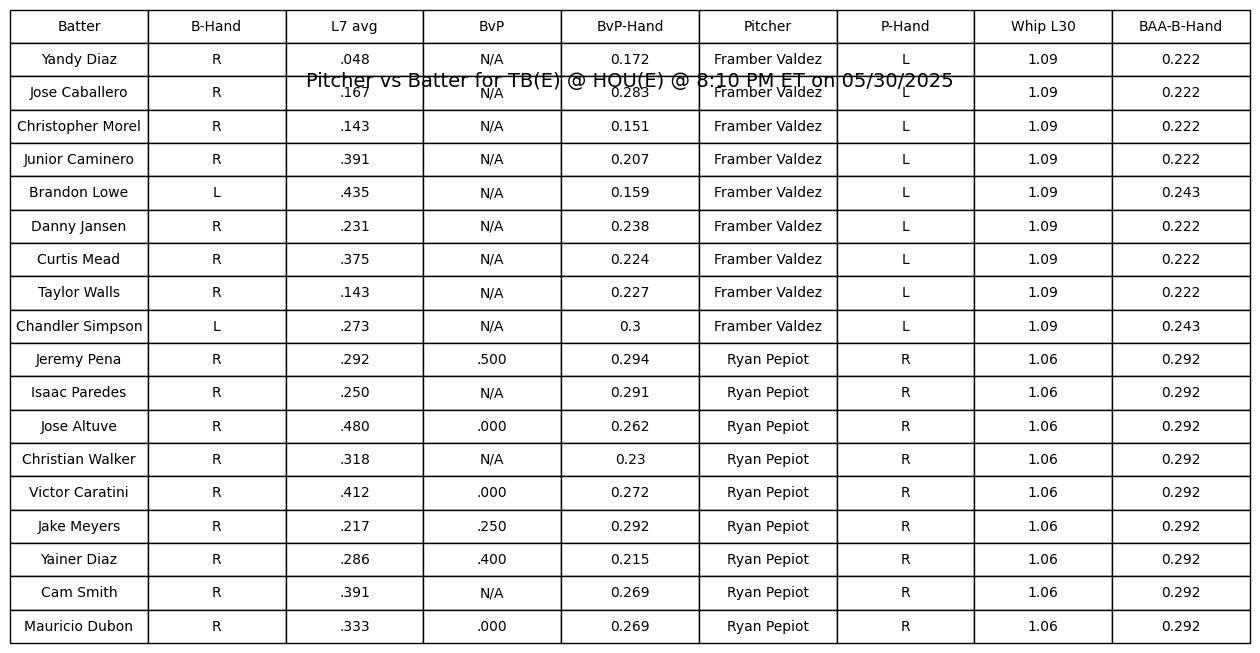 Batter B-Hand L7 avg BvP BvP-Hand Pitcher P-Hand Whip L30 BAA-B-Hand
Yandy Diaz R .048 N/A 0.172 Framber Valdez L 1.09 0.222
Pitcher vs Batter for TB(E) @ HOU(E) @ 8:10 PM ET on 05/30/2025
Jose Caballero R .167 N/A 0.283 Framber Valdez L 1.09 0.222
Christopher Morel R .143 N/A 0.151 Framber Valdez L 1.09 0.222
Junior Caminero R .391 N/A 0.207 Framber Valdez L 1.09 0.222
Brandon Lowe L .435 N/A 0.159 Framber Valdez L 1.09 0.243
Danny Jansen R .231 N/A 0.238 Framber Valdez L 1.09 0.222
Curtis Mead R .375 N/A 0.224 Framber Valdez L 1.09 0.222
Taylor Walls R .143 N/A 0.227 Framber Valdez L 1.09 0.222
Chandler Simpson L .273 N/A 0.3 Framber Valdez L 1.09 0.243
Jeremy Pena R .292 .500 0.294 Ryan Pepiot R 1.06 0.292
Isaac Paredes R .250 N/A 0.291 Ryan Pepiot R 1.06 0.292
Jose Altuve R .480 .000 0.262 Ryan Pepiot R 1.06 0.292
Christian Walker R .318 N/A 0.23 Ryan Pepiot R 1.06 0.292
Victor Caratini R .412 .000 0.272 Ryan Pepiot R 1.06 0.292
Jake Meyers R .217 .250 0.292 Ryan Pepiot R 1.06 0.292
Yainer Diaz R .286 .400 0.215 Ryan Pepiot R 1.06 0.292
Cam Smith R .391 N/A 0.269 Ryan Pepiot R 1.06 0.292
Mauricio Dubon R .333 .000 0.269 Ryan Pepiot R 1.06 0.292